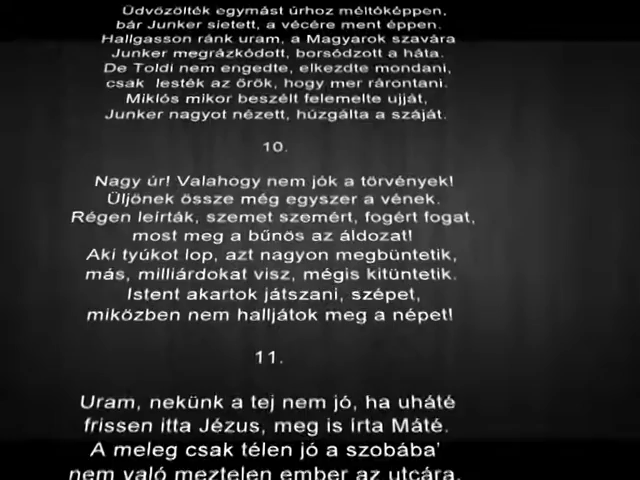 Üdvözölték egymást úrhoz méltóképpen,
bár Junker sietett, a vécére ment éppen.
Hallgasson ránk uram, a Magyarok szavára
Junker megrázkódott, borsódzott a háta.
De Toldi nem engedte, elkezdte mondani,
csak lesték az őrök, hogy mer rárontani.
Miklós mikor beszélt felemelte ujját,
Junker nagyot nézett, húzgálta a száját.
10.
Nagy úr! Valahogy nem jók a törvények!
Üljönek össze még egyszer a vének.
Régen leírták, szemet szemért, fogért fogat,
most meg a bűnös az áldozat!
Aki tyúkot lop, azt nagyon megbüntetik,
más, milliárdokat visz, mégis kitüntetik.
Istent akartok játszani, szépet,
miközben nem halljátok meg a népet!
11.
Uram, nekünk a tej nem jó, ha uháté
frissen itta Jézus, meg is írta Máté.
A meleg csak télen jó a szobába'
nem való meztelen ember az utcára.